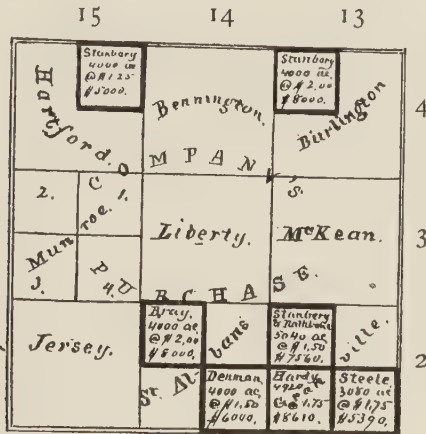 15 14 13
Stanbery
4000 ac
@ $1.25
$5000.
Stanbery
4000 ac.
@ $2.00
$8000.
Hartford.
Bennington.
Burlington
4
COMPANY'S
2. 1.
Munroe.
3. 4.
Liberty.
McKean.
3
PURCHASE.
Jersey.
Bray.
4000 ac
@ $2.00
$8000.
St. Albans
Stanbery
& Rathbone
5040 ac
@ $1.50
$7560.
ville.
2
Denman.
4000 ac,
@ $1,50
$6000.
Hardy
4920 ac
@ $1.75
$8610.
Steele
3080 ac
@ $1,75
$5390.